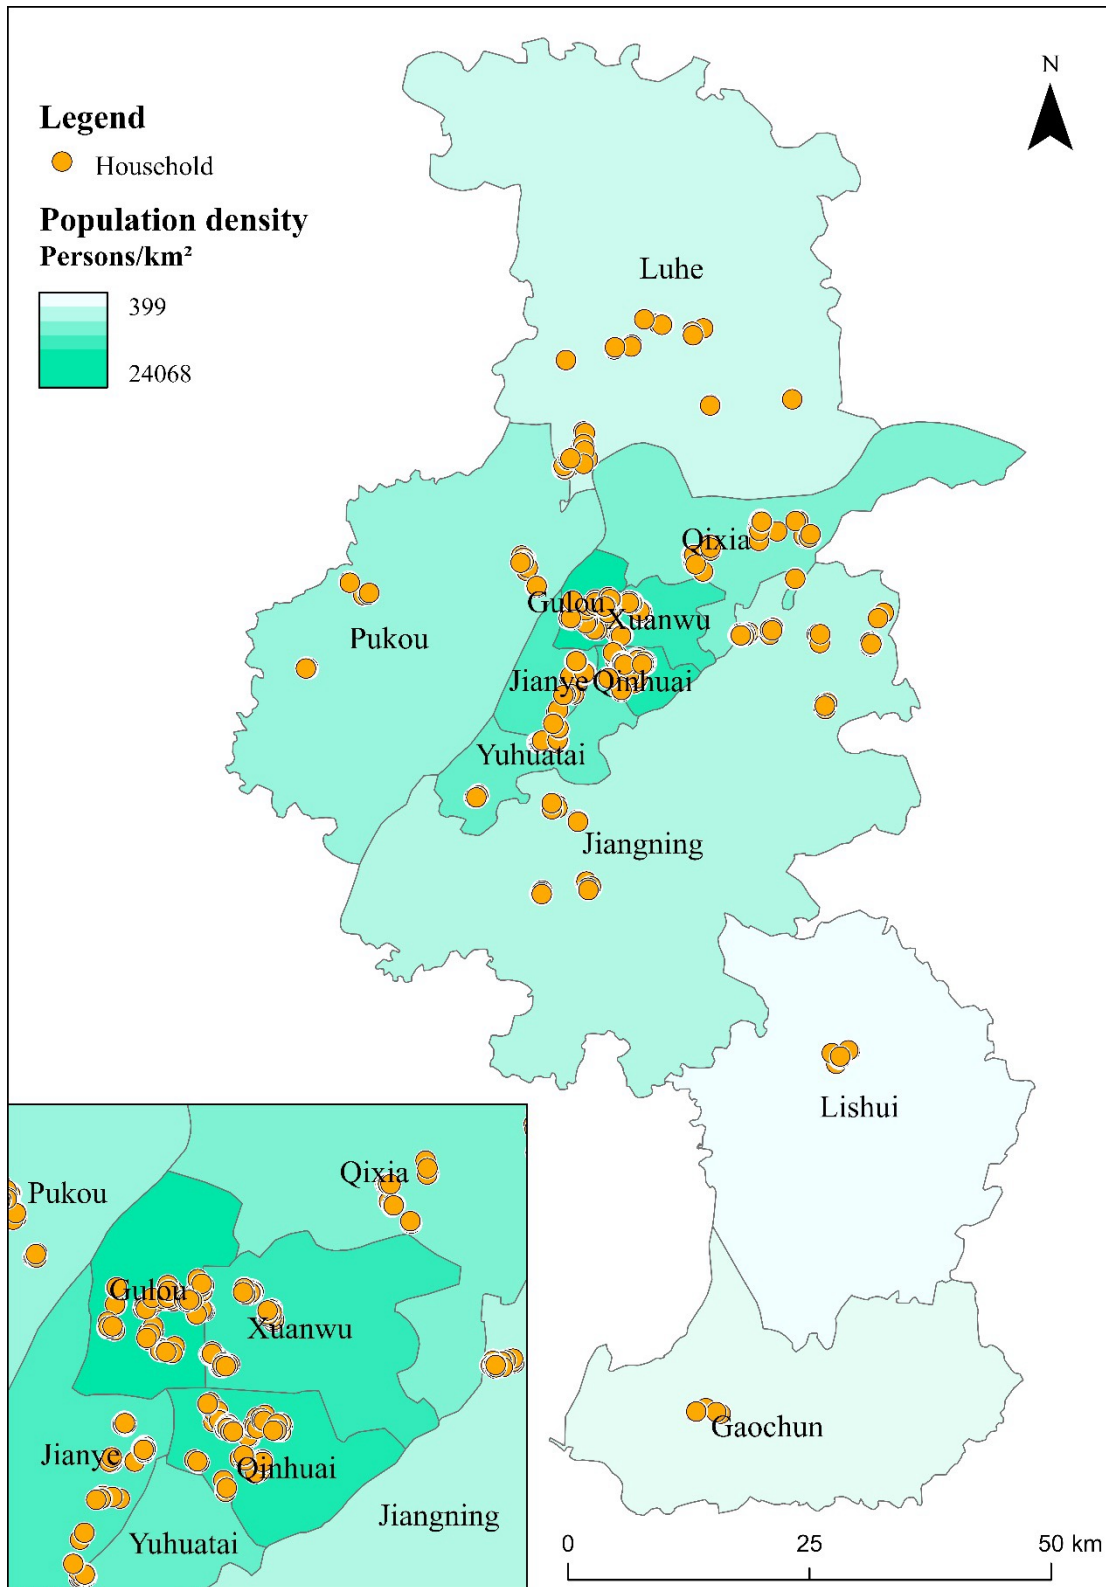 N
Legend
Household
Population density
Persons/km²
399
24068
Luhe
Qixia
Gulou
Xuanwu
Pukou
Jianye
Qinhuai
Yuhuatai
Jiangning
Lishui
Gaochun
Qixia
Pukou
Gulou
Xuanwu
Jianye
Qinhuai
Jiangning
Yuhuatai
0 25 50 km